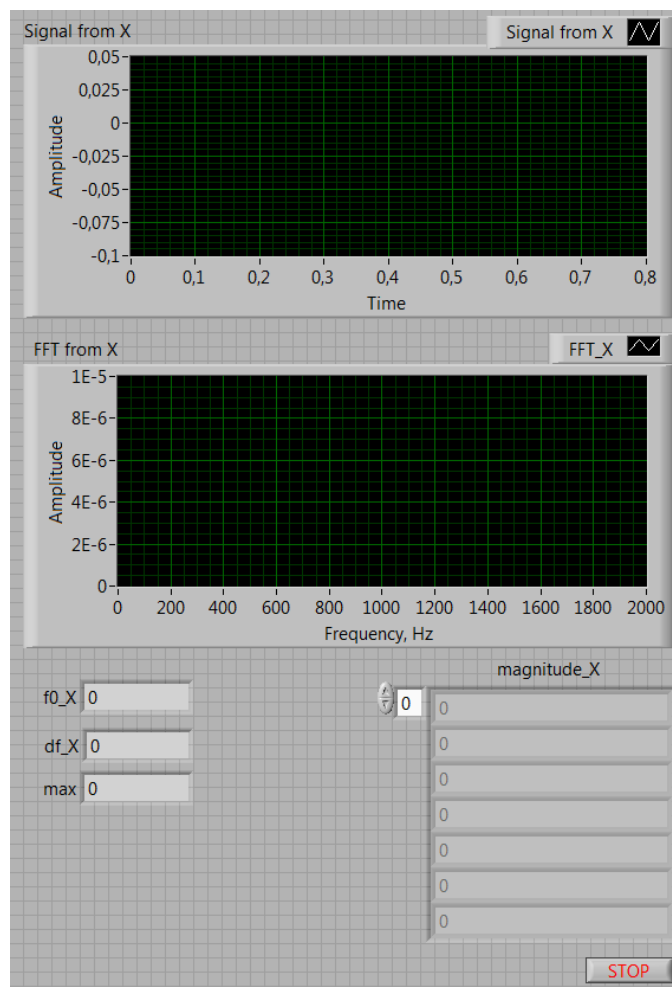 Signal from X
Signal from X
0,05
0,025
0
-0,025
-0,05
-0,075
-0,1
Amplitude
0 0,1 0,2 0,3 0,4 0,5 0,6 0,7 0,8
Time
FFT from X
FFT_X
1E-5
8E-6
6E-6
4E-6
2E-6
0
Amplitude
0 200 400 600 800 1000 1200 1400 1600 1800 2000
Frequency, Hz
f0_X 0
df_X 0
max 0
magnitude_X
0
0
0
0
0
0
0
0
STOP